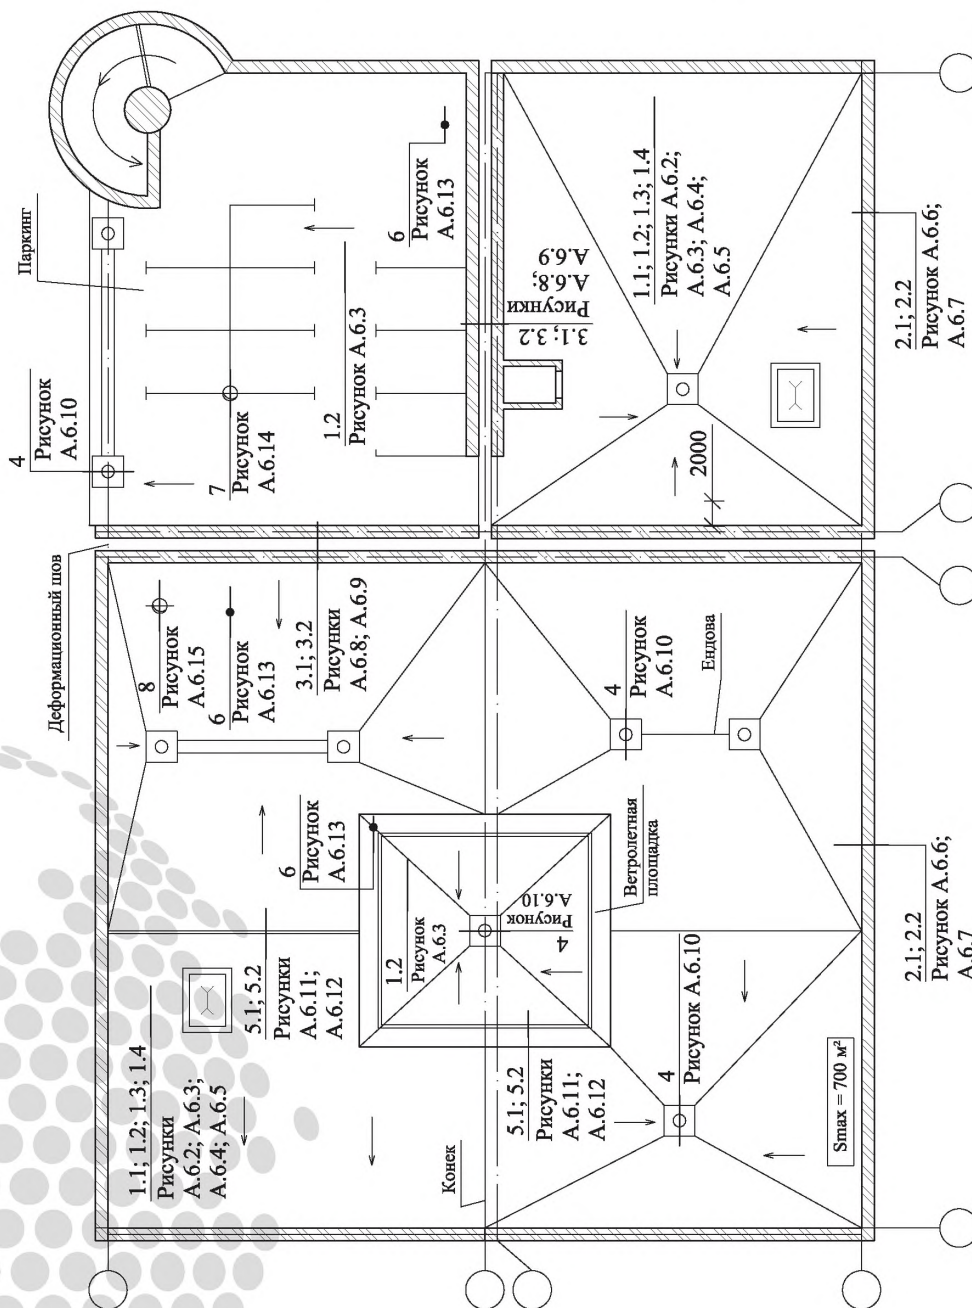 Паркинг
4
Рисунок
А.6.10
7
Рисунок
А.6.14
1.2
Рисунок А.6.3
6
Рисунок
А.6.13
3.1; 3.2
Рисунки
А.6.8;
А.6.9
1.1; 1.2; 1.3; 1.4
Рисунки А.6.2;
А.6.3; А.6.4;
А.6.5
2000
2.1; 2.2
Рисунок А.6.6;
А.6.7
Деформационный шов
8
Рисунок
А.6.15
6
Рисунок
А.6.13
3.1; 3.2
Рисунки
А.6.8; А.6.9
4
Рисунок
А.6.10
Ендова
6
Рисунок
А.6.13
1.2
Рисунок
А.6.3
4
Рисунок
А.6.10
Ветролетная
площадка
5.1; 5.2
Рисунки
А.6.11;
А.6.12
1.1; 1.2; 1.3; 1.4
Рисунки
А.6.2; А.6.3;
А.6.4; А.6.5
5.1; 5.2
Рисунки
А.6.11;
А.6.12
Конек
4
Рисунок А.6.10
Smax = 700 м²
2.1; 2.2
Рисунок А.6.6;
А.6.7